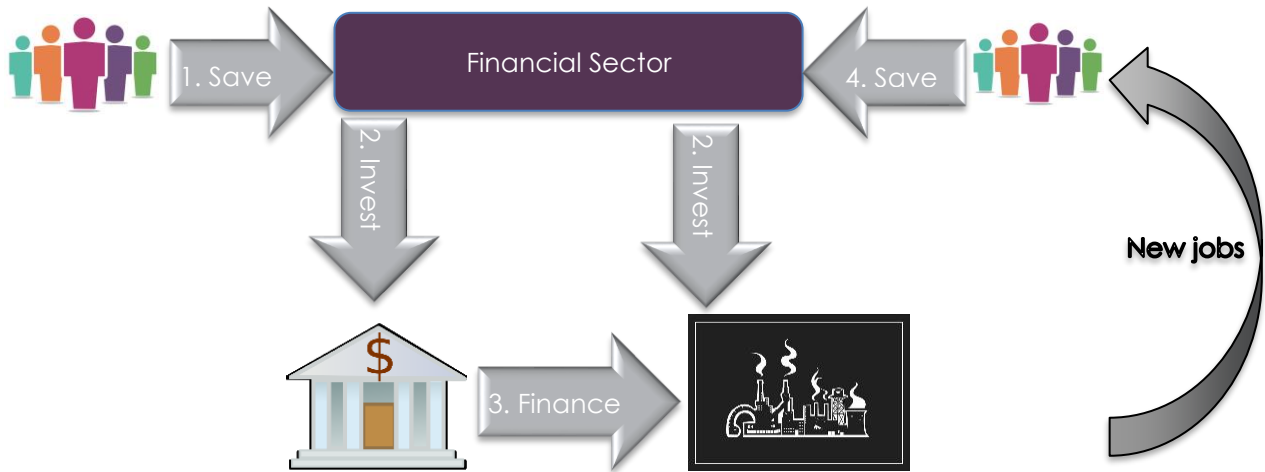 1. Save
Financial Sector
4. Save
2. Invest
2. Invest
New jobs
$
3. Finance